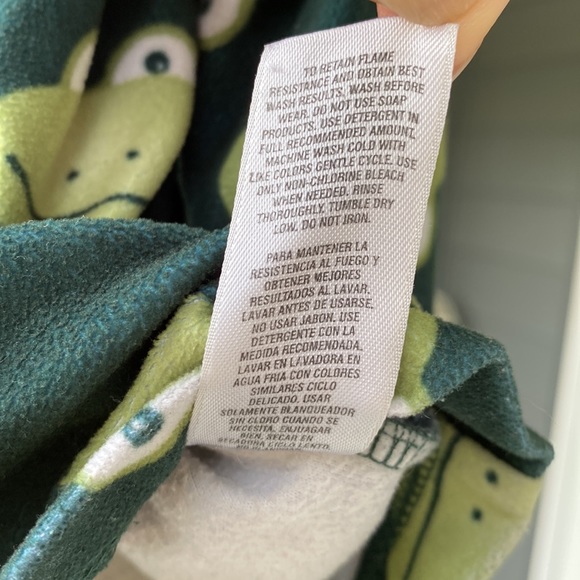 TO RETAIN FLAME
RESISTANCE AND OBTAIN BEST
WASH RESULTS. WASH BEFORE
WEAR. DO NOT USE SOAP
PRODUCTS. USE DETERGENT IN
FULL RECOMMENDED AMOUNT.
MACHINE WASH COLD WITH
LIKE COLORS GENTLE CYCLE. USE
ONLY NON-CHLORINE BLEACH
WHEN NEEDED. RINSE
THOROUGHLY, TUMBLE DRY
LOW. DO NOT IRON.
PARA MANTENER LA
RESISTENCIA AL FUEGO Y
OBTENER MEJORES
RESULTADOS AL LAVAR,
LAVAR ANTES DE USARSE.
NO USAR JABON. USE
DETERGENTE CON LA
MEDIDA RECOMENDADA.
LAVAR EN LAVADORA EN
AGUA FRIA CON COLORES
SIMILARES CICLO
DELICADO. USAR
SOLAMENTE BLANQUEADOR
SIN CLORO CUANDO SE
NECESITA. ENJUAGAR
BIEN, SECAR EN
SECADORA CICLO LENTO.